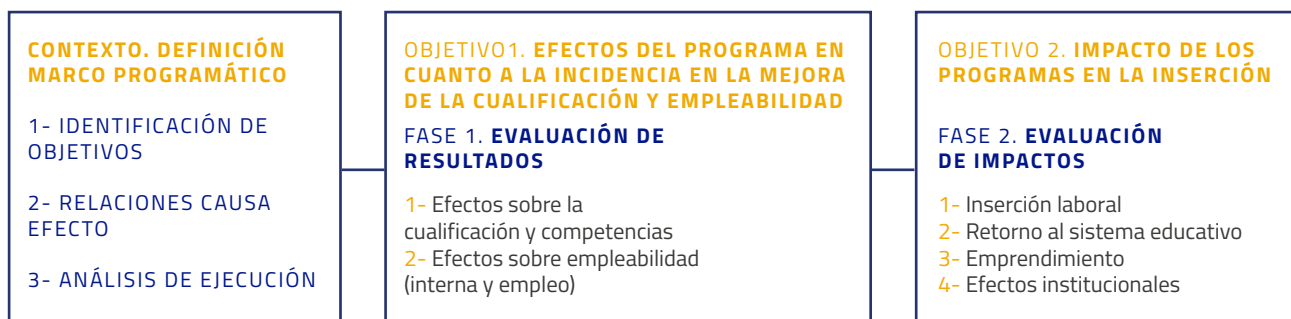 CONTEXTO. DEFINICIÓN
MARCO PROGRAMÁTICO
1- IDENTIFICACIÓN DE
OBJETIVOS
2- RELACIONES CAUSA
EFECTO
3- ANÁLISIS DE EJECUCIÓN
OBJETIVO1. EFECTOS DEL PROGRAMA EN
CUANTO A LA INCIDENCIA EN LA MEJORA
DE LA CUALIFICACIÓN Y EMPLEABILIDAD
FASE 1. EVALUACIÓN DE
RESULTADOS
1- Efectos sobre la
cualificación y competencias
2- Efectos sobre empleabilidad
(interna y empleo)
OBJETIVO 2. IMPACTO DE LOS
PROGRAMAS EN LA INSERCIÓN
FASE 2. EVALUACIÓN
DE IMPACTOS
1- Inserción laboral
2- Retorno al sistema educativo
3- Emprendimiento
4- Efectos institucionales